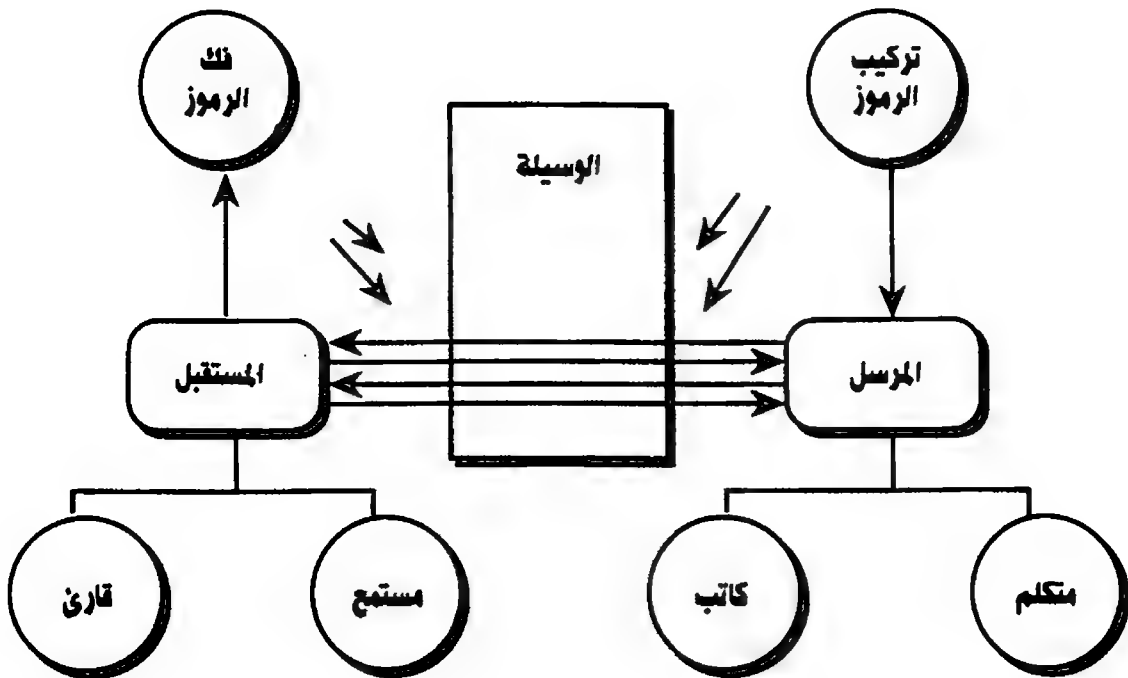 تركيب
الرموز
فك
الرموز
الوسيلة
المرسل
المستقبل
متكلم
كاتب
مستمع
قارئ